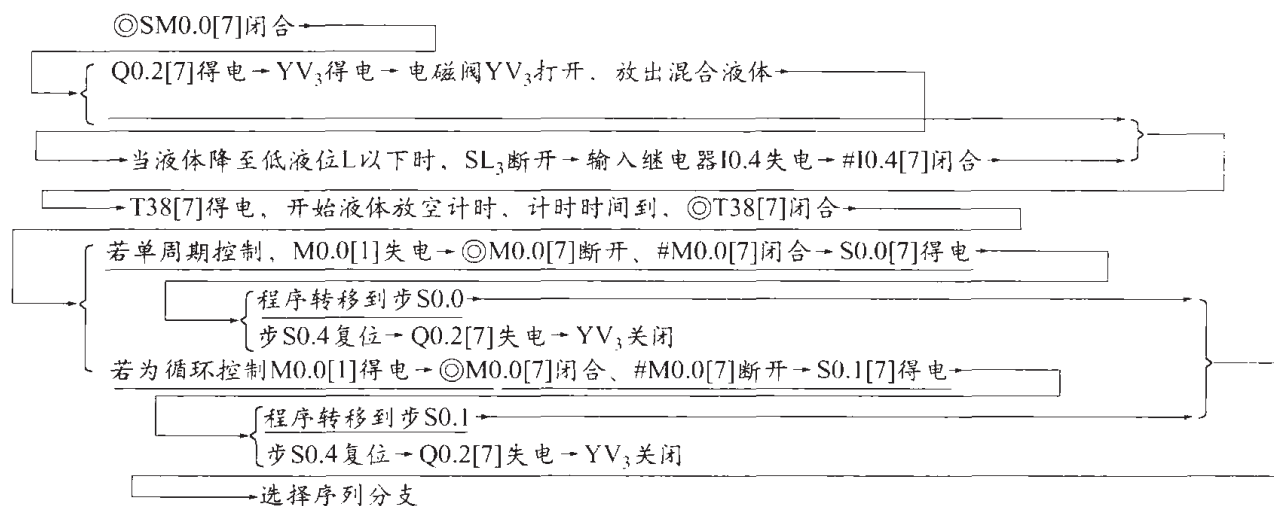 ◎SM0.0[7]闭合
Q0.2[7]得电→YV₃得电→电磁阀YV₃打开、放出混合液体
当液体降至低液位L以下时、SL₃断开→输入继电器I0.4失电→#I0.4[7]闭合
T38[7]得电、开始液体放空计时、计时时间到、◎T38[7]闭合
若单周期控制、M0.0[1]失电→◎M0.0[7]断开、#M0.0[7]闭合→S0.0[7]得电
程序转移到步S0.0
步S0.4复位→Q0.2[7]失电→YV₃关闭
若为循环控制M0.0[1]得电→◎M0.0[7]闭合、#M0.0[7]断开→S0.1[7]得电
程序转移到步S0.1
步S0.4复位→Q0.2[7]失电→YV₃关闭
选择序列分支